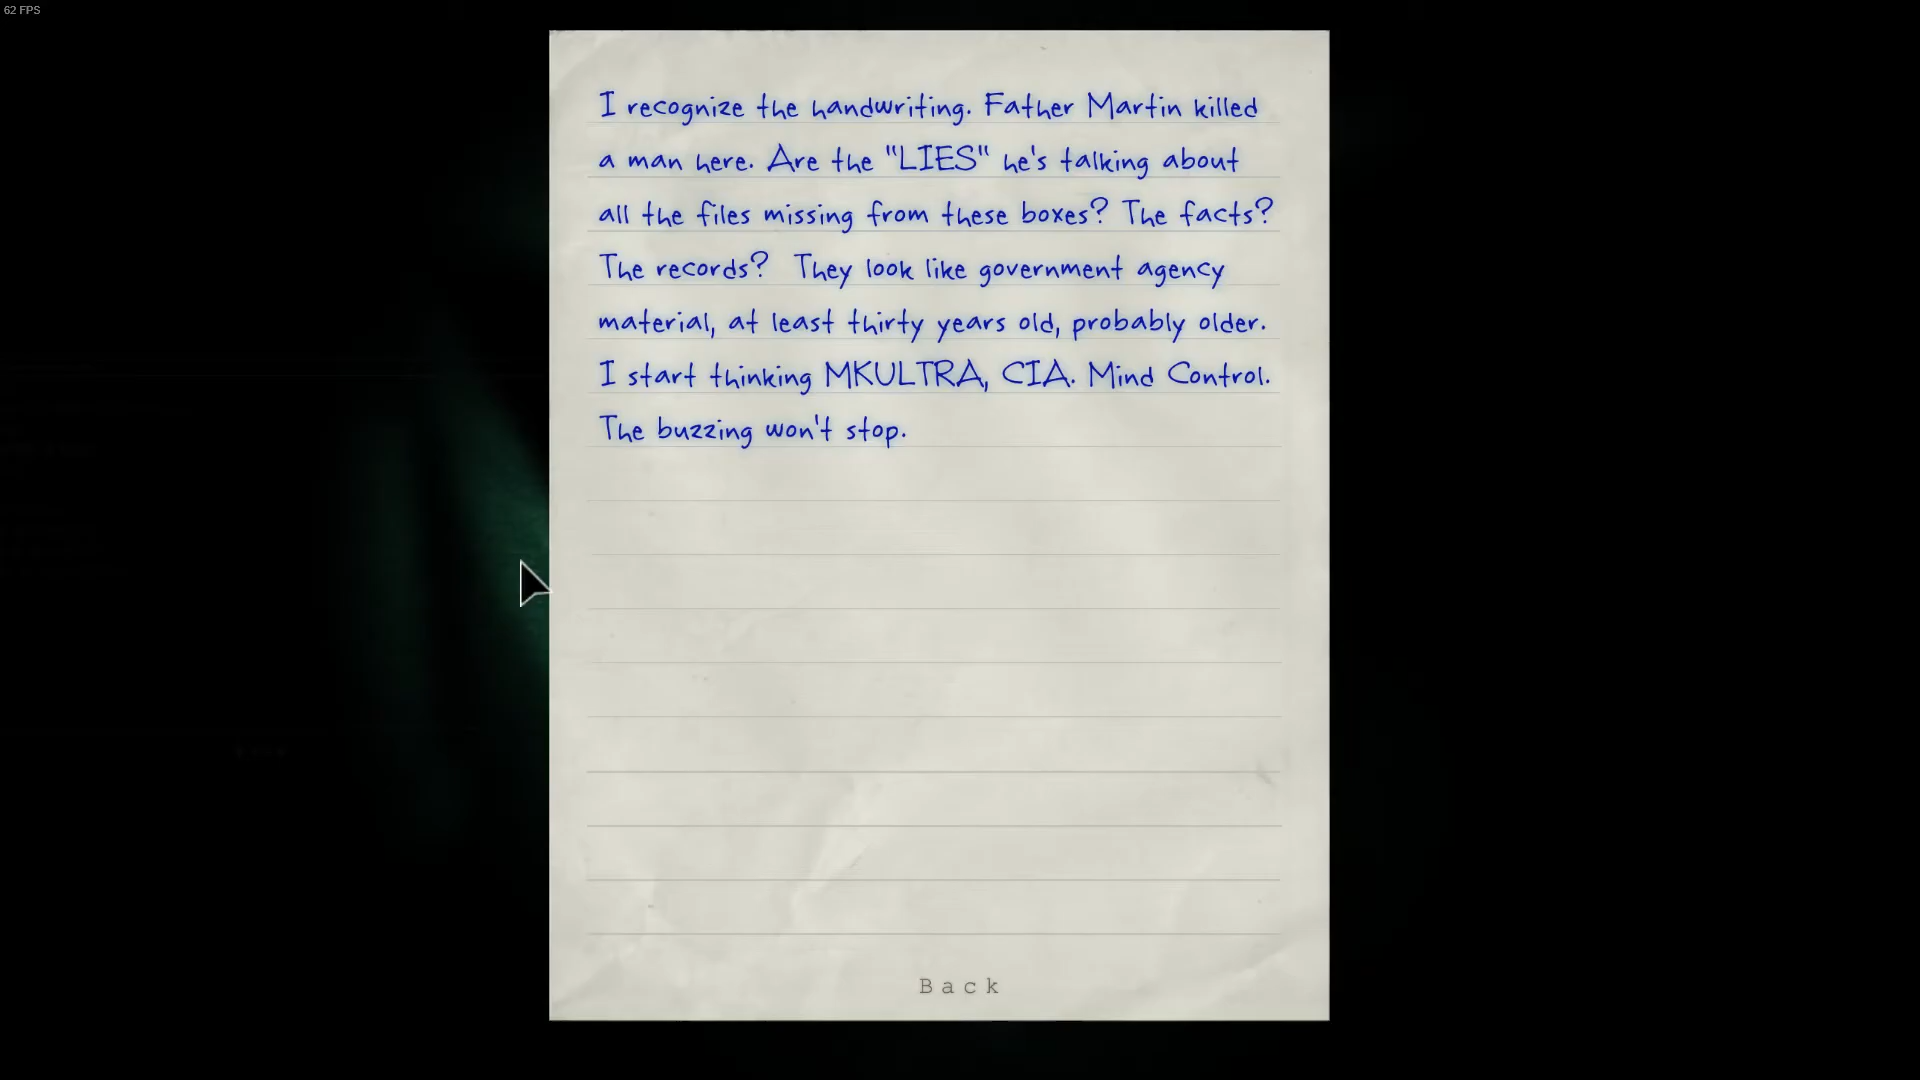 62 FPS
I recognize the handwriting. Father Martin killed
a man here. Are the "LIES" he's talking about
all the files missing from these boxes? The facts?
The records?  They look like government agency
material, at least thirty years old, probably older.
I start thinking MKULTRA, CIA. Mind Control.
The buzzing won't stop.
Back